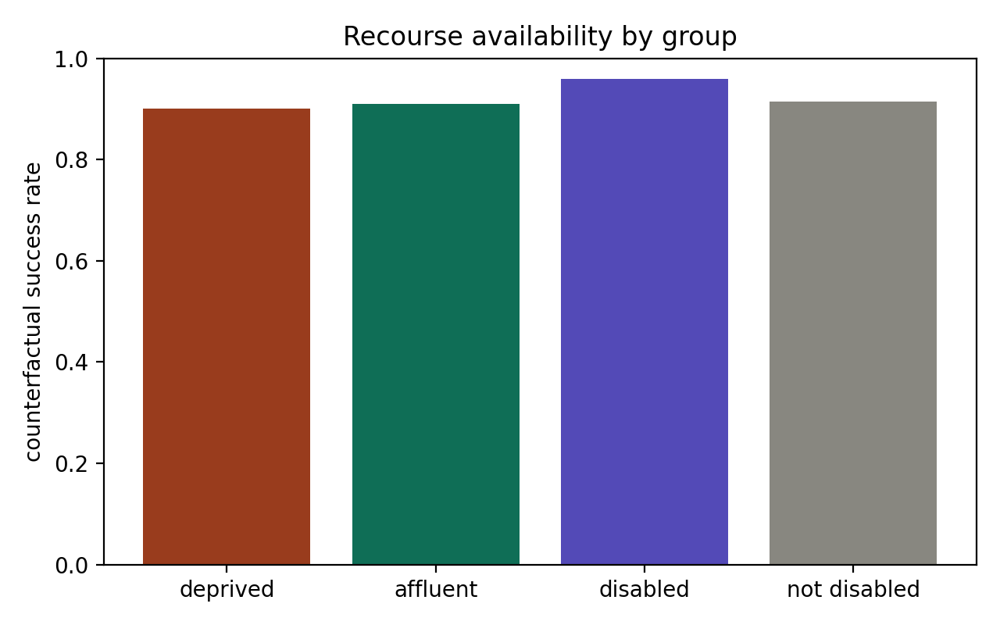 Recourse availability by group
counterfactual success rate
1.0
0.8
0.6
0.4
0.2
0.0
deprived affluent disabled not disabled